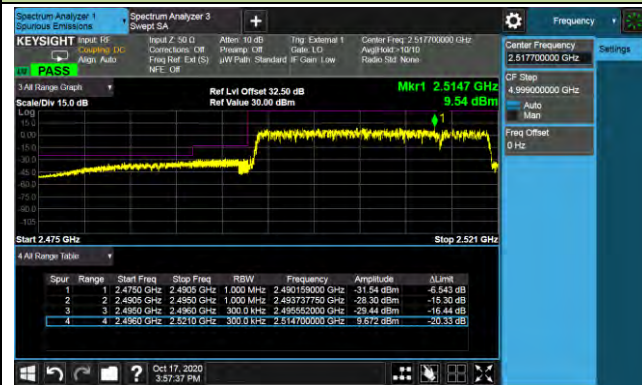 Spectrum Analyzer 1
Spurious Emissions
Spectrum Analyzer 3
Swept SA
+
Frequency
KEYSIGHT
Input: RF
Coupling: DC
Align: Auto
Input Z: 50 Ω
Corrections: Off
Freq Ref: Ext (S)
NFE: Off
Atten: 10 dB
Preamp: Off
µW Path: Standard
Trig: External 1
Gate: LO
IF Gain: Low
Center Freq: 2.517700000 GHz
Avg|Hold:>10/10
Radio Std: None
PASS
Center Frequency
2.517700000 GHz
Settings
CF Step
4.999000000 GHz
Auto
Man
Freq Offset
0 Hz
3 All Range Graph
Ref Lvl Offset 32.50 dB
Mkr1 2.5147 GHz
Scale/Div 15.0 dB
Ref Value 30.00 dBm
9.54 dBm
Log
15.0
0.00
-15.0
-30.0
-45.0
-60.0
-75.0
-90.0
-105
1
Start 2.475 GHz
Stop 2.521 GHz
4 All Range Table
Spur Range Start Freq Stop Freq RBW Frequency Amplitude ΔLimit
1 1 2.4750 GHz 2.4905 GHz 1.000 MHz 2.490159000 GHz -31.54 dBm -6.543 dB
2 2 2.4905 GHz 2.4950 GHz 1.000 MHz 2.493737750 GHz -28.30 dBm -15.30 dB
3 3 2.4950 GHz 2.4960 GHz 300.0 kHz 2.495552000 GHz -29.44 dBm -16.44 dB
4 4 2.4960 GHz 2.5210 GHz 300.0 kHz 2.514700000 GHz 9.672 dBm -20.33 dB
?
Oct 17, 2020
3:57:37 PM